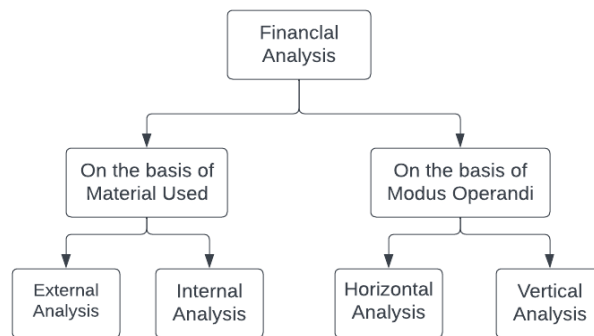 Financlal
Analysis
On the basis of
Material Used
On the basis of
Modus Operandi
External
Analysis
Internal
Analysis
Horizontal
Analysis
Vertical
Analysis